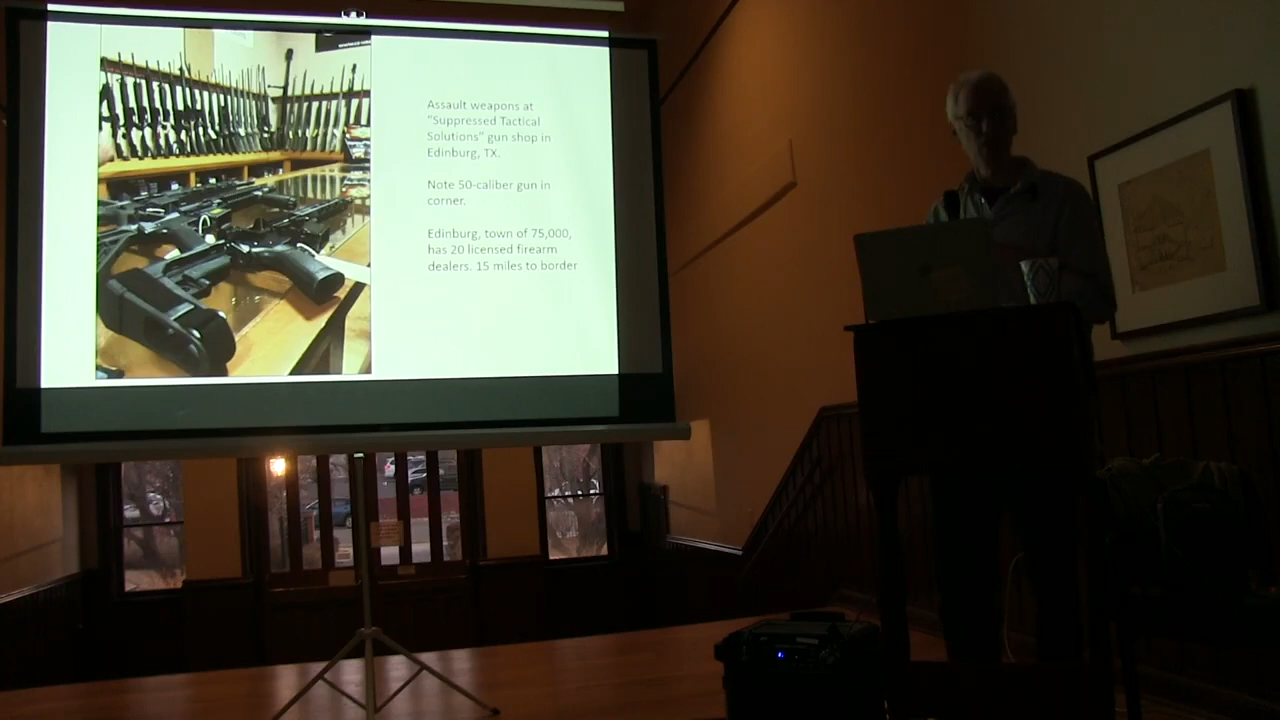 Assault weapons at
“Suppressed Tactical
Solutions” gun shop in
Edinburg, TX.
Note 50-caliber gun in
corner.
Edinburg, town of 75,000,
has 20 licensed firearm
dealers. 15 miles to border